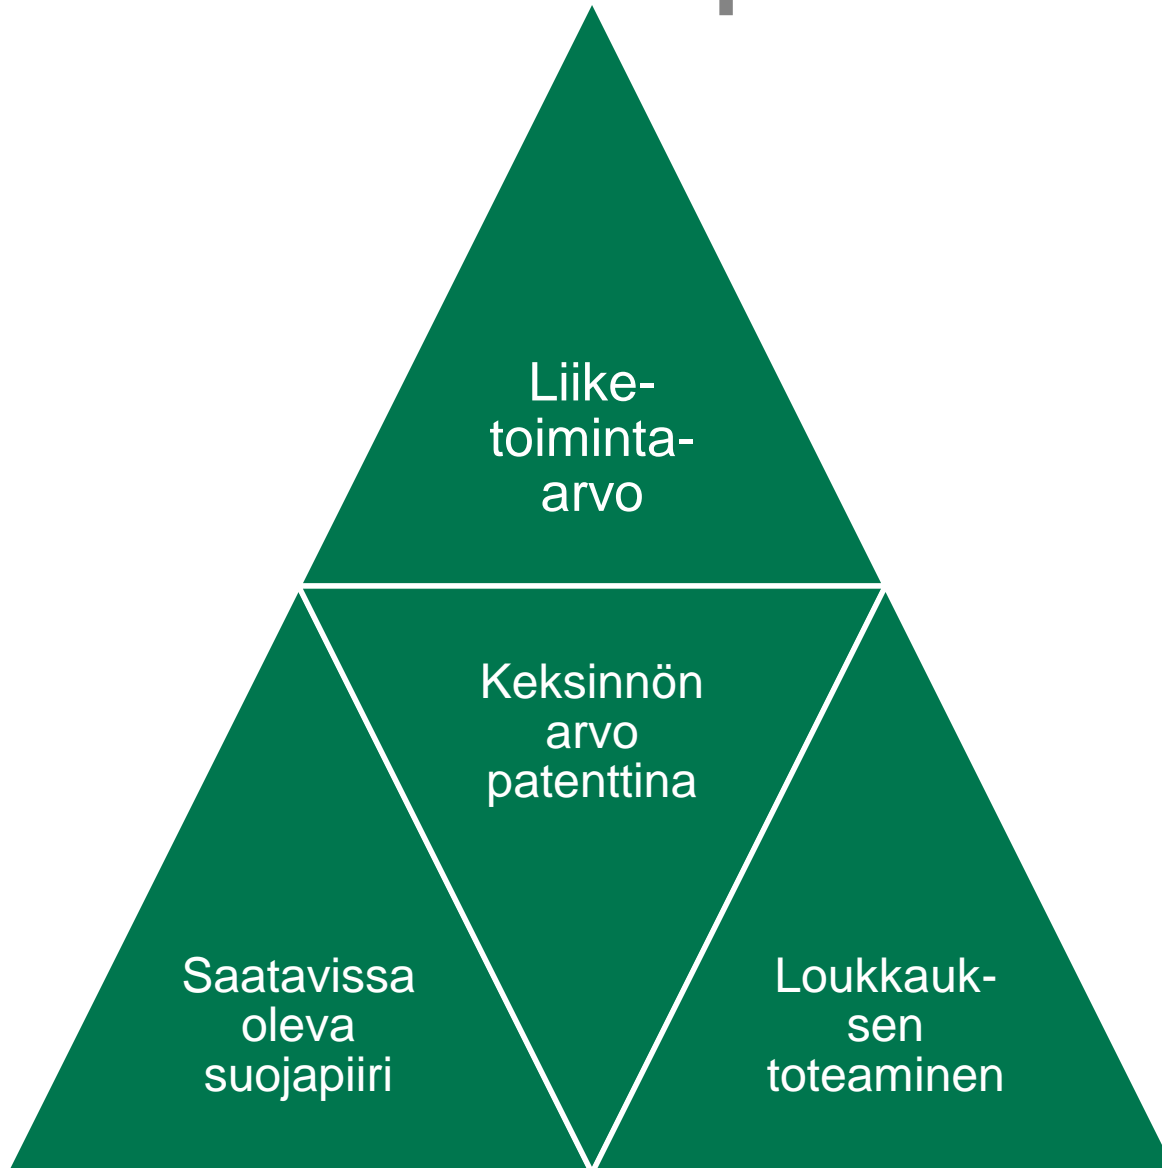 Liike-
toiminta-
arvo
Keksinnön
arvo
patenttina
Saatavissa
oleva
suojapiiri
Loukkauk-
sen
toteaminen